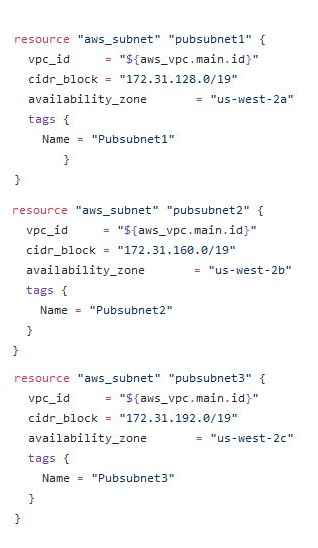 resource "aws_subnet" "pubsubnet1" {
  vpc_id     = "${aws_vpc.main.id}"
  cidr_block = "172.31.128.0/19"
  availability_zone       = "us-west-2a"
  tags {
    Name = "Pubsubnet1"
       }
}
resource "aws_subnet" "pubsubnet2" {
  vpc_id     = "${aws_vpc.main.id}"
  cidr_block = "172.31.160.0/19"
  availability_zone       = "us-west-2b"
  tags {
    Name = "Pubsubnet2"
  }
}
resource "aws_subnet" "pubsubnet3" {
  vpc_id     = "${aws_vpc.main.id}"
  cidr_block = "172.31.192.0/19"
  availability_zone       = "us-west-2c"
  tags {
    Name = "Pubsubnet3"
  }
}